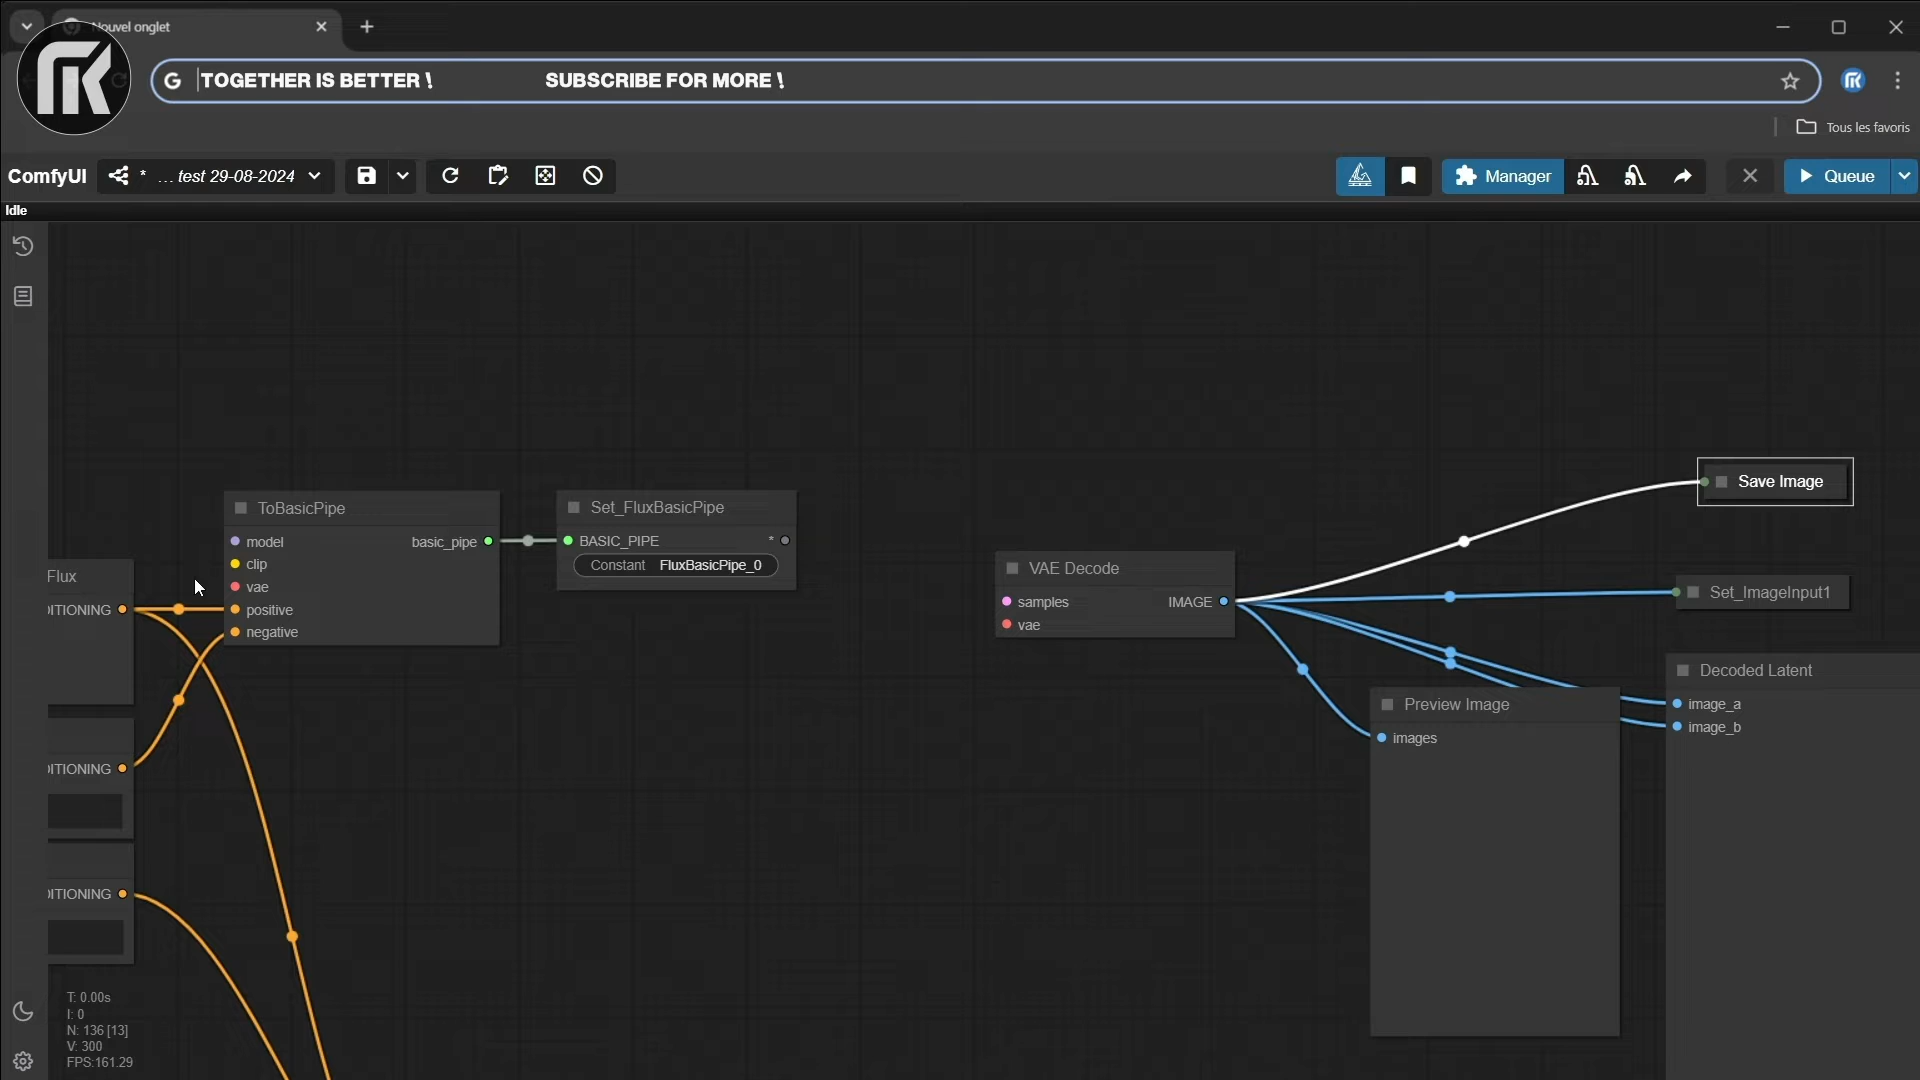 Nouvel onglet
TOGETHER IS BETTER ! SUBSCRIBE FOR MORE !
Tous les favoris
ComfyUI * ... test 29-08-2024 Manager Queue
Idle
ToBasicPipe
model basic_pipe
clip
vae
positive
negative
Set_FluxBasicPipe
BASIC_PIPE *
Constant FluxBasicPipe_0
Flux
ITIONING
ITIONING
ITIONING
VAE Decode
samples IMAGE
vae
Save Image
Set_ImageInput1
Decoded Latent
image_a
image_b
Preview Image
images
T: 0.00s
I: 0
N: 136 [13]
V: 300
FPS:161.29